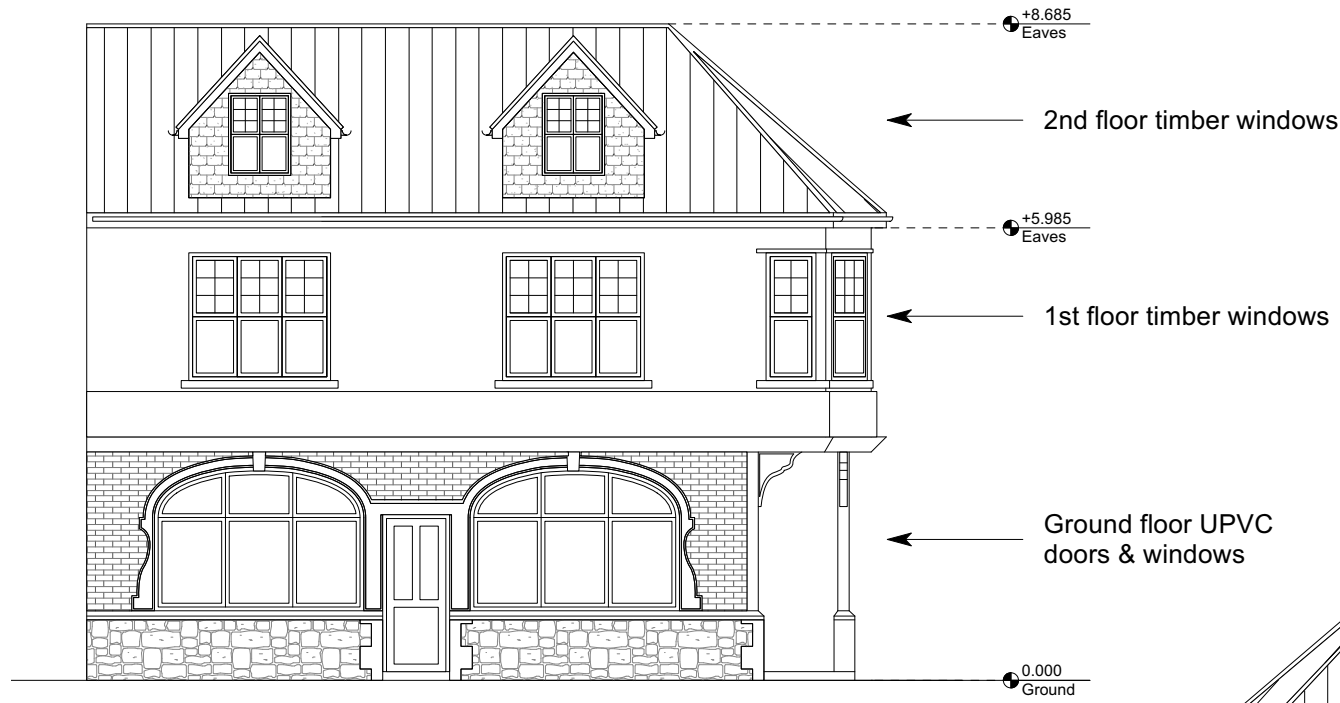 +8.685
Eaves
2nd floor timber windows
+5.985
Eaves
1st floor timber windows
Ground floor UPVC
doors & windows
0.000
Ground